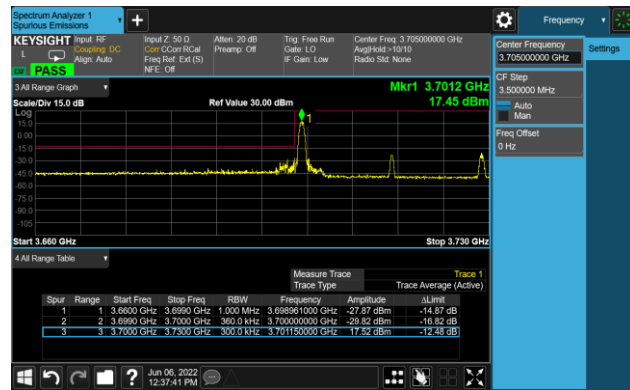 Spectrum Analyzer 1
Spurious Emissions
Frequency
KEYSIGHT
Input: RF
Coupling: DC
Align: Auto
Input Z: 50 Ω
Corr CCorr RCal
Freq Ref: Ext (S)
NFE: Off
Atten: 20 dB
Preamp: Off
Trig: Free Run
Gate: LO
IF Gain: Low
Center Freq: 3.705000000 GHz
Avg|Hold:>10/10
Radio Std: None
L
PASS
Center Frequency
3.705000000 GHz
Settings
CF Step
3.500000 MHz
Auto
Man
Freq Offset
0 Hz
3 All Range Graph
Mkr1 3.7012 GHz
17.45 dBm
Scale/Div 15.0 dB
Ref Value 30.00 dBm
Log
1
15.0
0.00
-15.0
-30.0
-45.0
-60.0
-75.0
-90.0
-105
Start 3.660 GHz
Stop 3.730 GHz
4 All Range Table
Measure Trace Trace 1
Trace Type Trace Average (Active)
Spur Range Start Freq Stop Freq RBW Frequency Amplitude ΔLimit
1 1 3.6600 GHz 3.6990 GHz 1.000 MHz 3.698961000 GHz -27.87 dBm -14.87 dB
2 2 3.6990 GHz 3.7000 GHz 360.0 kHz 3.700000000 GHz -29.82 dBm -16.82 dB
3 3 3.7000 GHz 3.7300 GHz 300.0 kHz 3.701150000 GHz 17.52 dBm -12.48 dB
?
Jun 06, 2022
12:37:41 PM